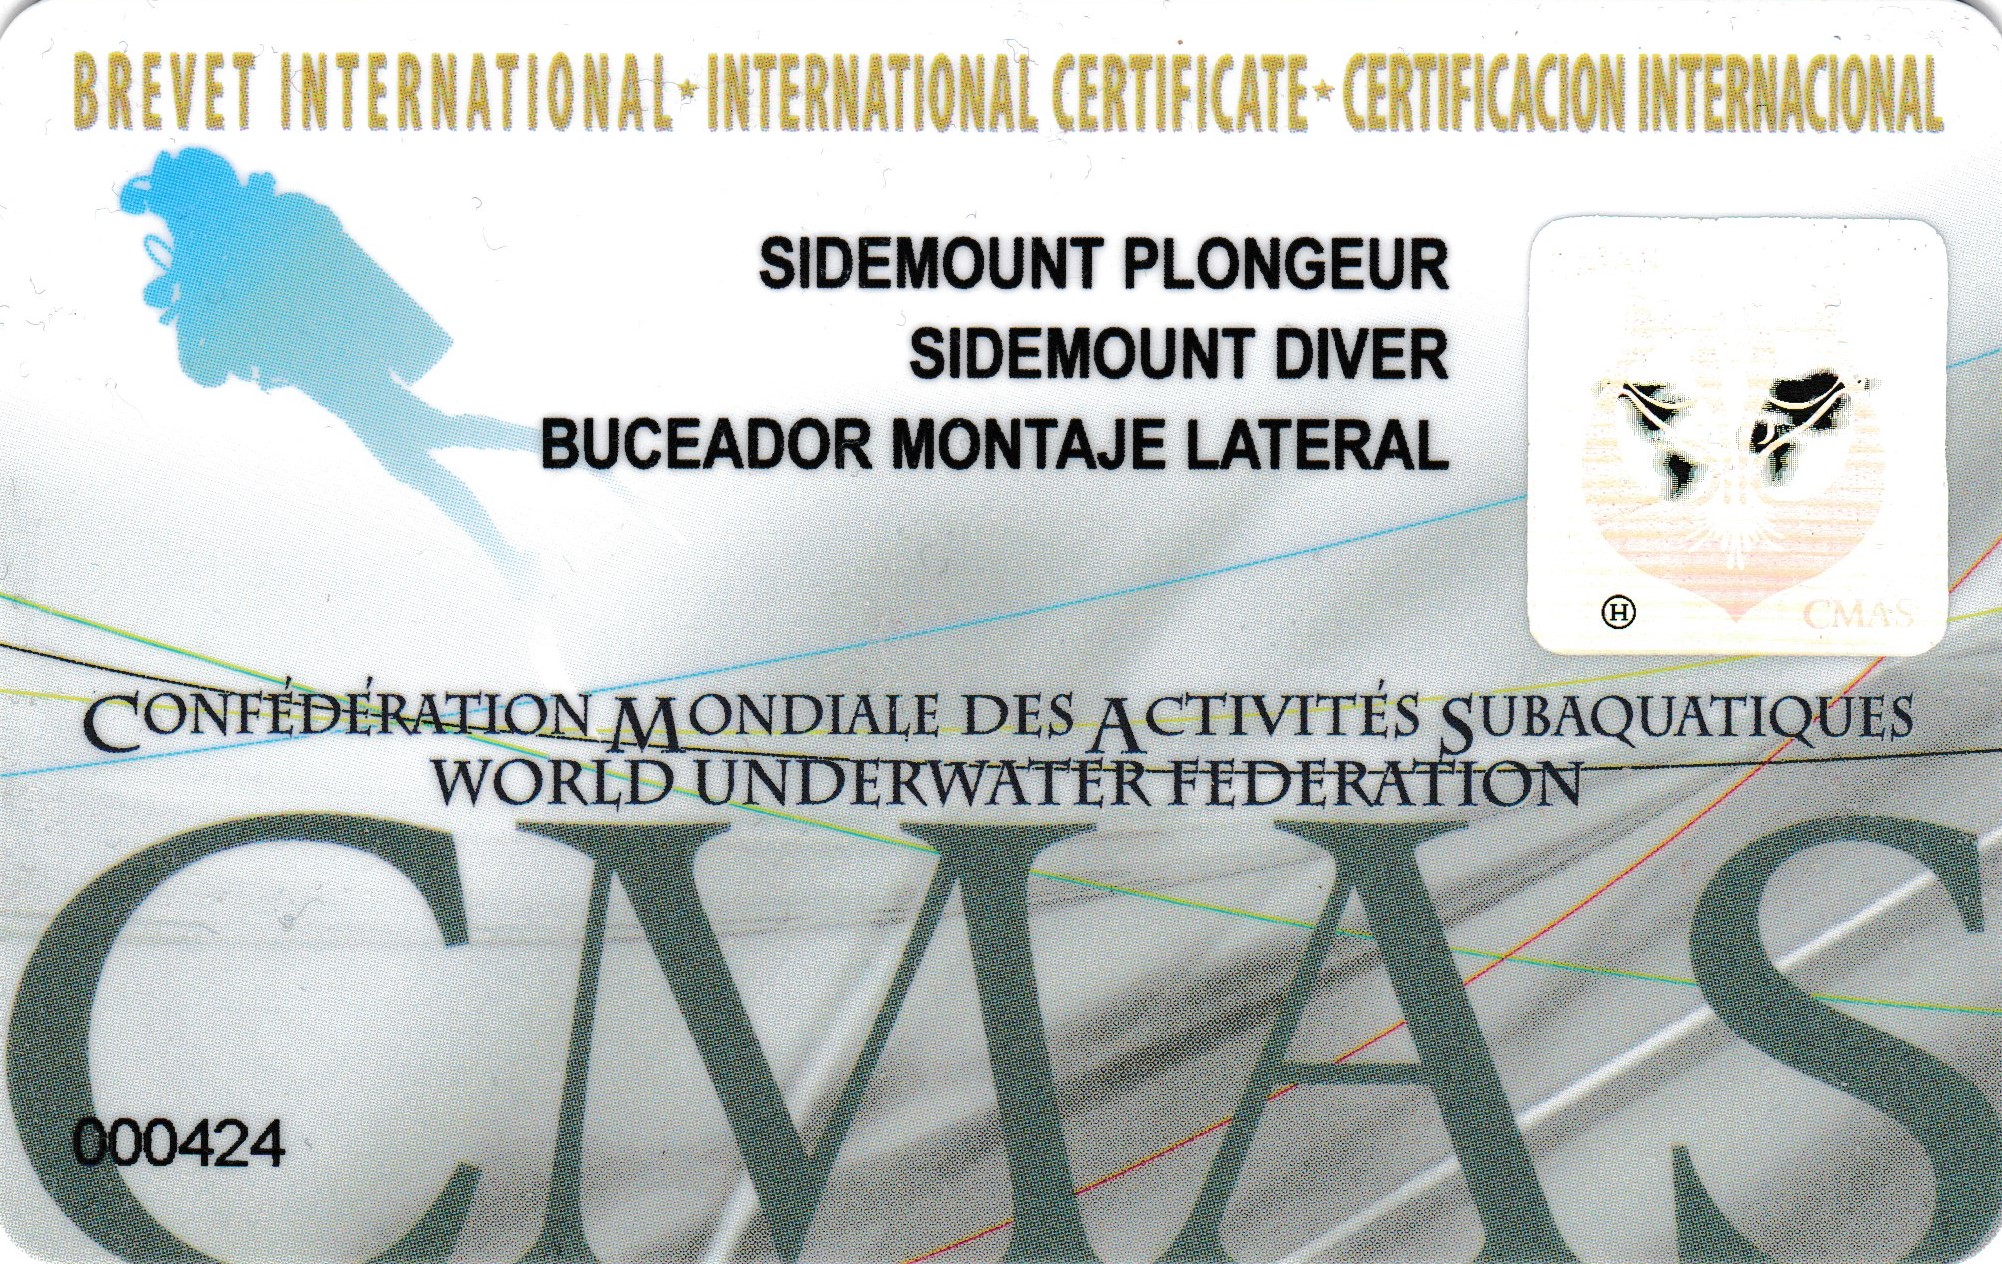 BREVET INTERNATIONAL ★ INTERNATIONAL CERTIFICATE ★ CERTIFICACION INTERNACIONAL
SIDEMOUNT PLONGEUR
SIDEMOUNT DIVER
BUCEADOR MONTAJE LATERAL
H
CMAS
CONFÉDÉRATION MONDIALE DES ACTIVITÉS SUBAQUATIQUES
WORLD UNDERWATER FEDERATION
CMAS
000424